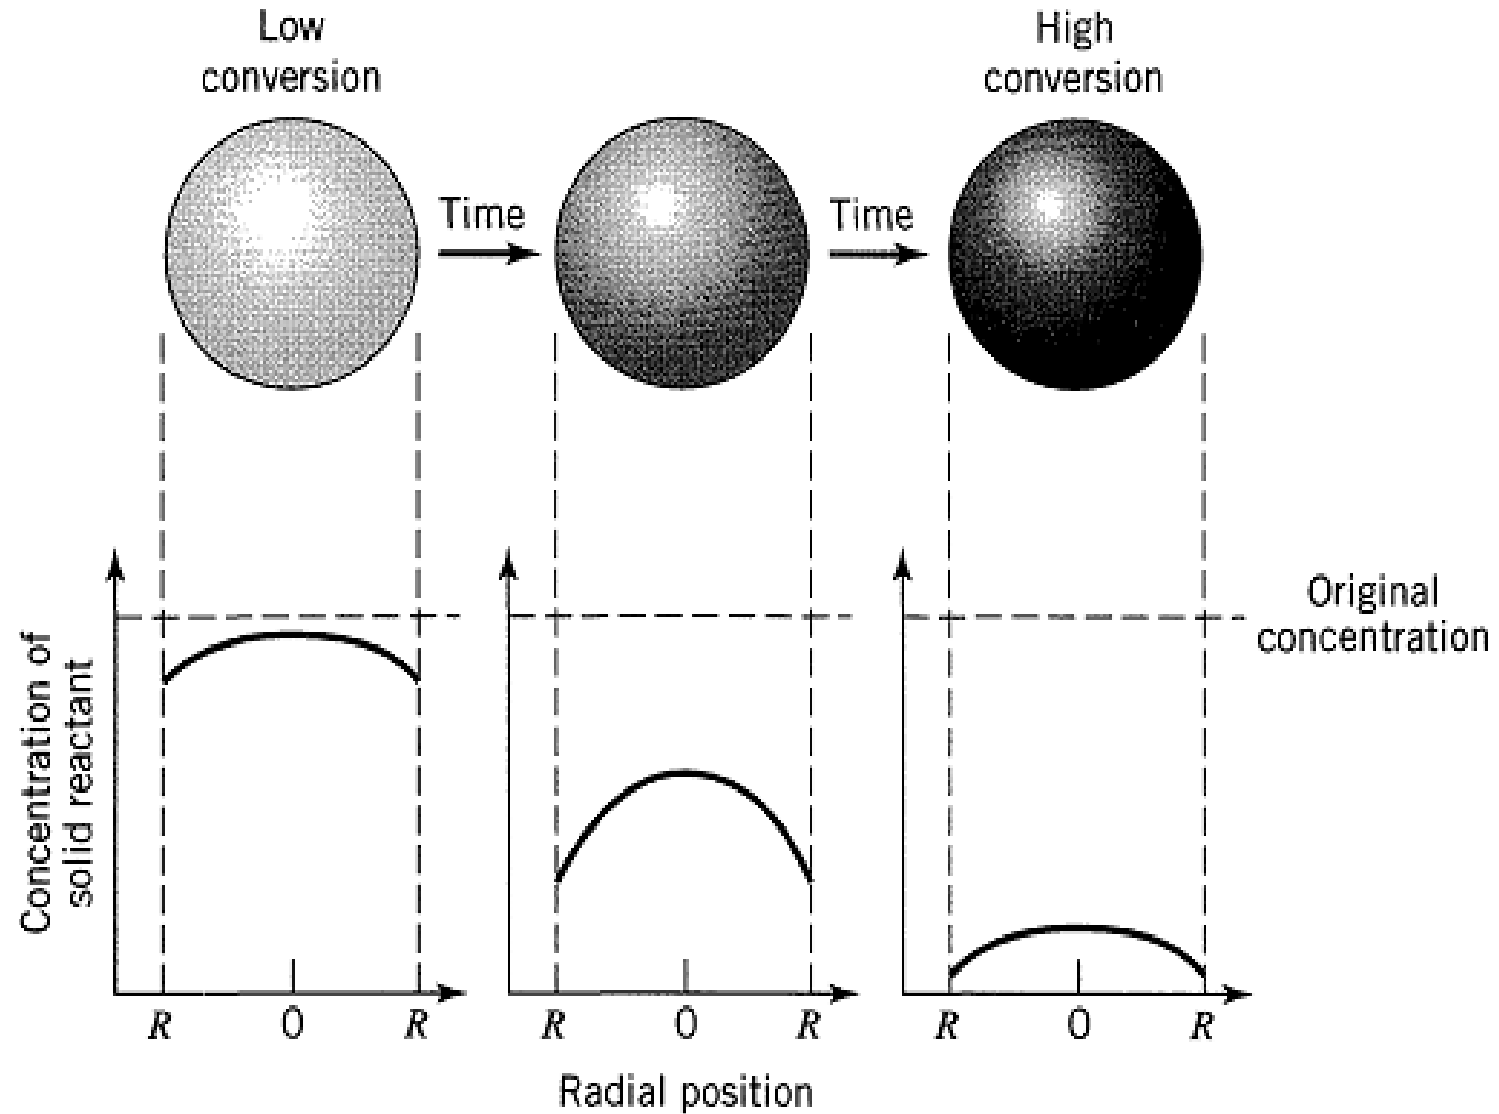 Low
conversion
High
conversion
Time
Time
Original
concentration
Concentration of
solid reactant
R 0 R
R 0 R
R 0 R
Radial position